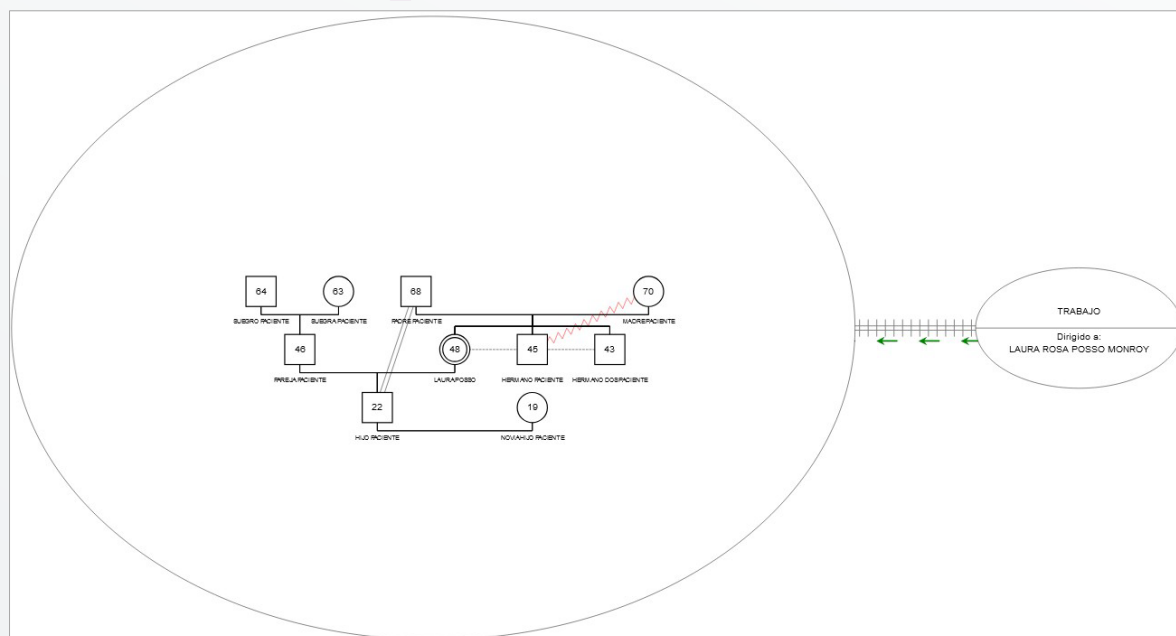 64
63
68
70
SUEGRO PACIENTE
SUEGRA PACIENTE
PADRE PACIENTE
MADRE PACIENTE
46
48
45
43
PAREJA PACIENTE
LAURA POSSO
HERMANO PACIENTE
HERMANO DOS PACIENTE
22
19
HIJO PACIENTE
NOVIA HIJO PACIENTE
TRABAJO
Dirigido a:
LAURA ROSA POSSO MONROY